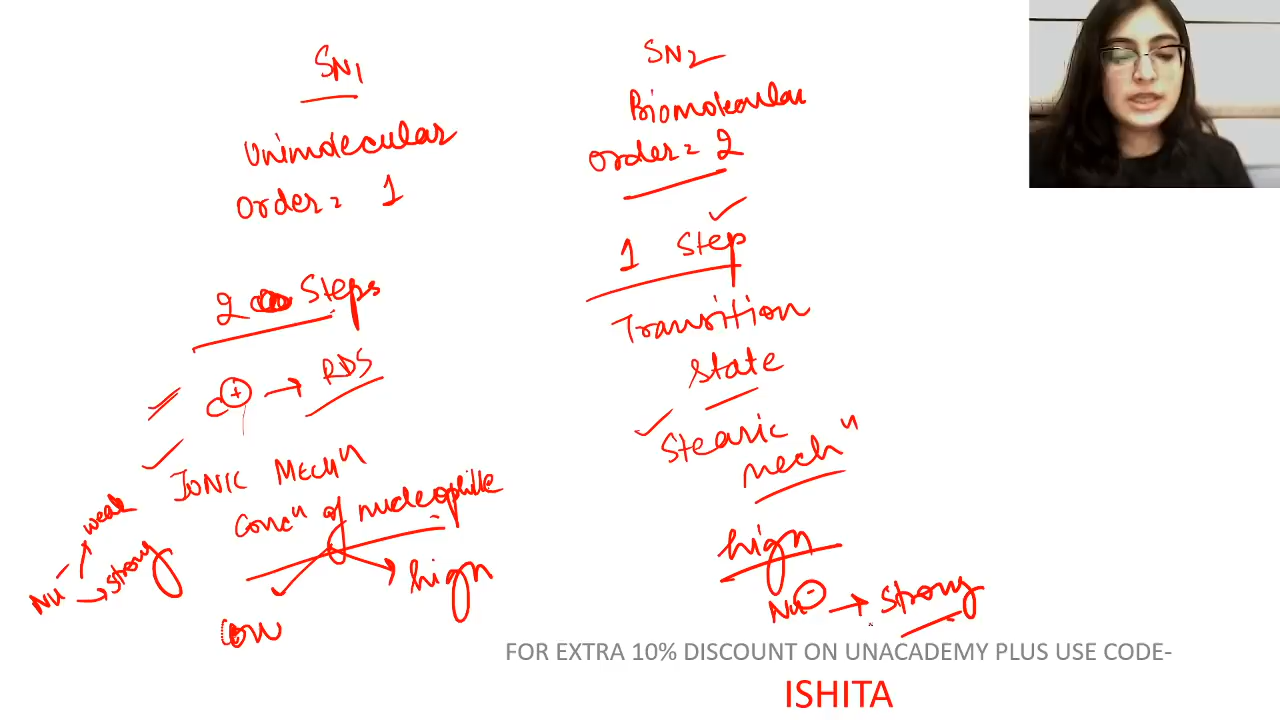 SN1
Unimolecular
Order = 1
2 Steps
C+ → RDS
IONIC MECHⁿ
Concⁿ of nucleophile
low
high
Nu-
weak
strong
SN2
Biomolecular
Order = 2
1 Step
Transition
State
Stearic
mechⁿ
high
Nu- → Strong
FOR EXTRA 10% DISCOUNT ON UNACADEMY PLUS USE CODE-
ISHITA